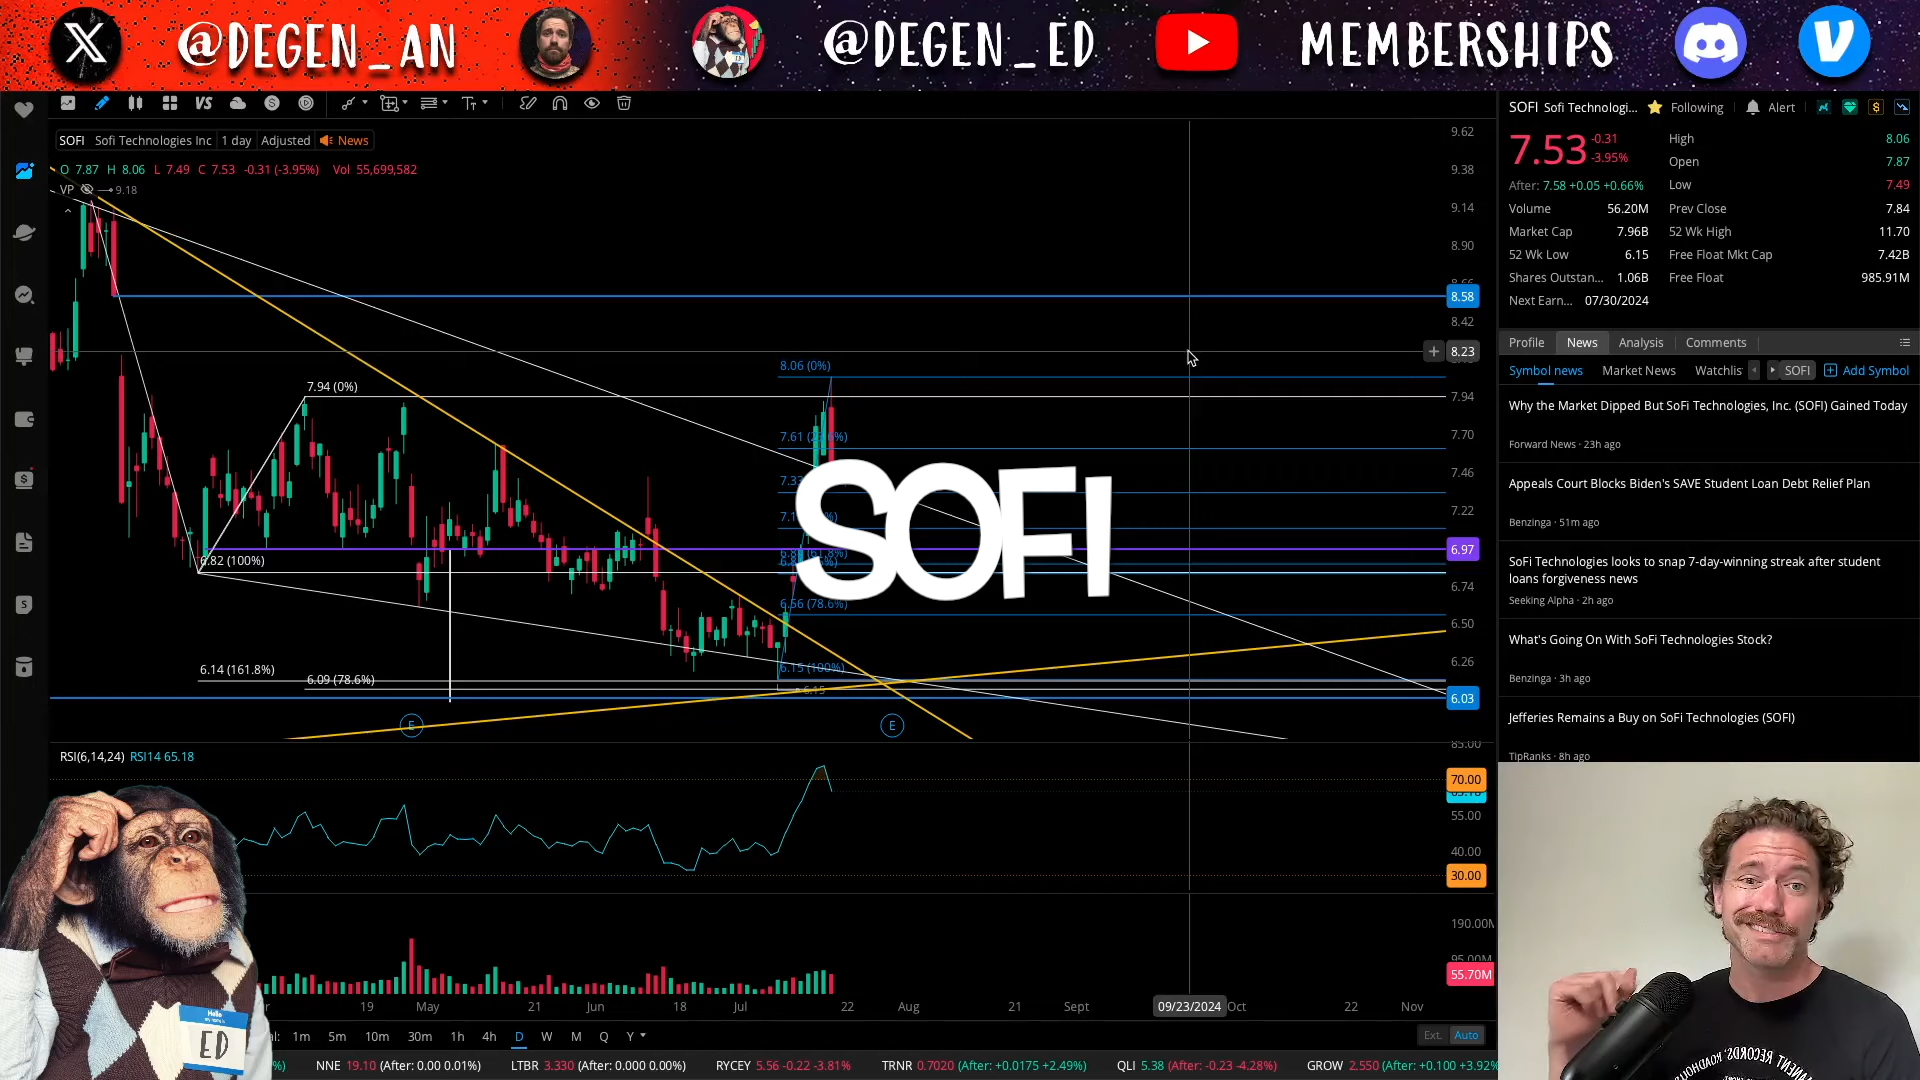 @DEGEN_AN
@DEGEN_ED
MEMBERSHIPS
VS
SOFI Sofi Technologies Inc 1 day Adjusted News
O 7.87 H 8.06 L 7.49 C 7.53 -0.31 (-3.95%) Vol 55,699,582
VP 9.18
9.62
9.38
9.14
8.90
8.58
8.42
8.23
7.94
7.70
7.46
7.22
6.97
6.74
6.50
6.26
6.03
8.06 (0%)
7.94 (0%)
SOFI
6.82 (100%)
6.56 (78.6%)
6.15 (100%)
6.14 (161.8%)
6.09 (78.6%)
6.15
E
E
RSI(6,14,24) RSI14 65.18
85.00
70.00
55.00
40.00
30.00
190.00M
95.00M
55.70M
19 May 21 Jun 18 Jul 22 Aug 21 Sept 09/23/2024 Oct 22 Nov
1m 5m 10m 30m 1h 4h D W M Q Y
Ext. Auto
NNE 19.10 (After: 0.00 0.01%) LTBR 3.330 (After: 0.000 0.00%) RYCEY 5.56 -0.22 -3.81% TRNR 0.7020 (After: +0.0175 +2.49%) QLI 5.38 (After: -0.23 -4.28%) GROW 2.550 (After: +0.100 +3.92%
SOFI Sofi Technologi... Following Alert
7.53 -0.31
-3.95%
After: 7.58 +0.05 +0.66%
High 8.06
Open 7.87
Low 7.49
Volume 56.20M Prev Close 7.84
Market Cap 7.96B 52 Wk High 11.70
52 Wk Low 6.15 Free Float Mkt Cap 7.42B
Shares Outstan... 1.06B Free Float 985.91M
Next Earn... 07/30/2024
Profile News Analysis Comments
Symbol news Market News Watchlis SOFI Add Symbol
Why the Market Dipped But SoFi Technologies, Inc. (SOFI) Gained Today
Forward News · 23h ago
Appeals Court Blocks Biden's SAVE Student Loan Debt Relief Plan
Benzinga · 51m ago
SoFi Technologies looks to snap 7-day-winning streak after student
loans forgiveness news
Seeking Alpha · 2h ago
What's Going On With SoFi Technologies Stock?
Benzinga · 3h ago
Jefferies Remains a Buy on SoFi Technologies (SOFI)
TipRanks · 8h ago
Hello
ED